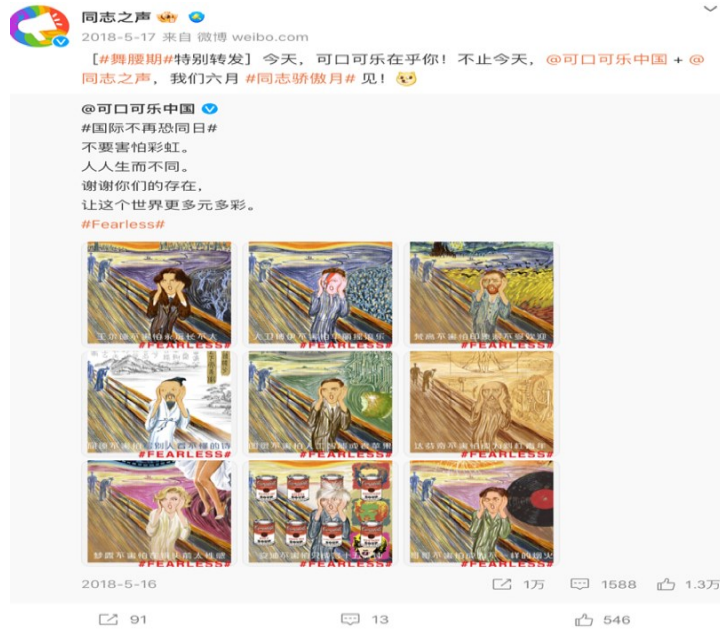 同志之声
2018-5-17 来自 微博 weibo.com
[#舞腰期#特别转发] 今天，可口可乐在乎你！不止今天，@可口可乐中国 + @
同志之声，我们六月 #同志骄傲月# 见！
@可口可乐中国
#国际不再恐同日#
不要害怕彩虹。
人人生而不同。
谢谢你们的存在，
让这个世界更多元多彩。
#Fearless#
#FEARLESS#
#FEARLESS#
#FEARLESS#
#FEARLESS#
#FEARLESS#
#FEARLESS#
#FEARLESS#
#FEARLESS#
#FEARLESS#
2018-5-16 1万 1588 1.3万
91 13 546